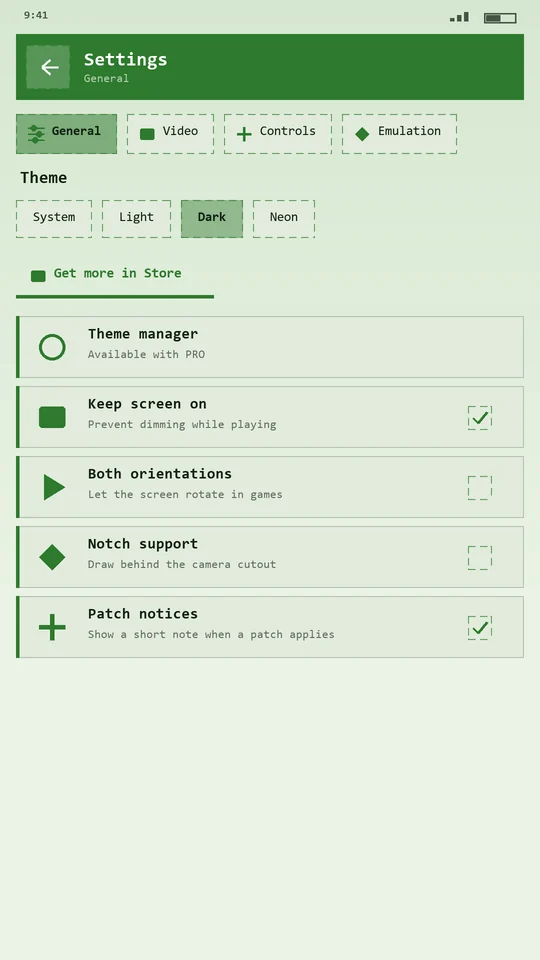 9:41
Settings
General
General
Video
Controls
Emulation
Theme
System
Light
Dark
Neon
Get more in Store
Theme manager
Available with PRO
Keep screen on
Prevent dimming while playing
Both orientations
Let the screen rotate in games
Notch support
Draw behind the camera cutout
Patch notices
Show a short note when a patch applies